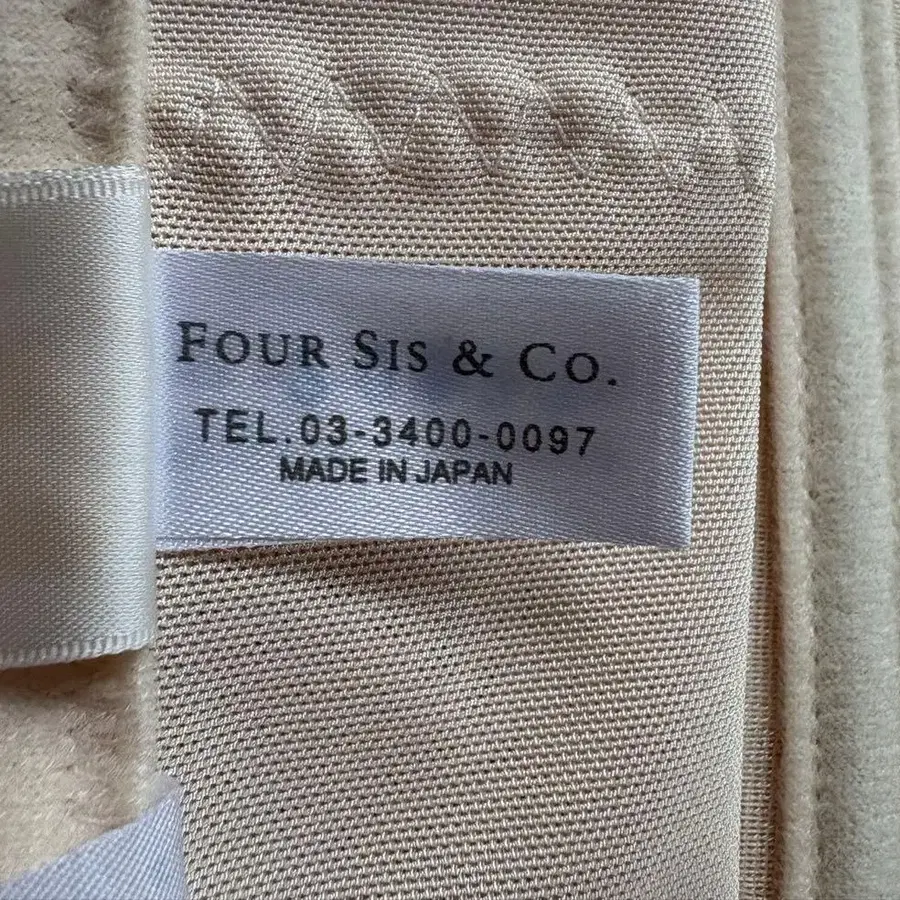 FOUR SIS & CO.
TEL.03-3400-0097
MADE IN JAPAN